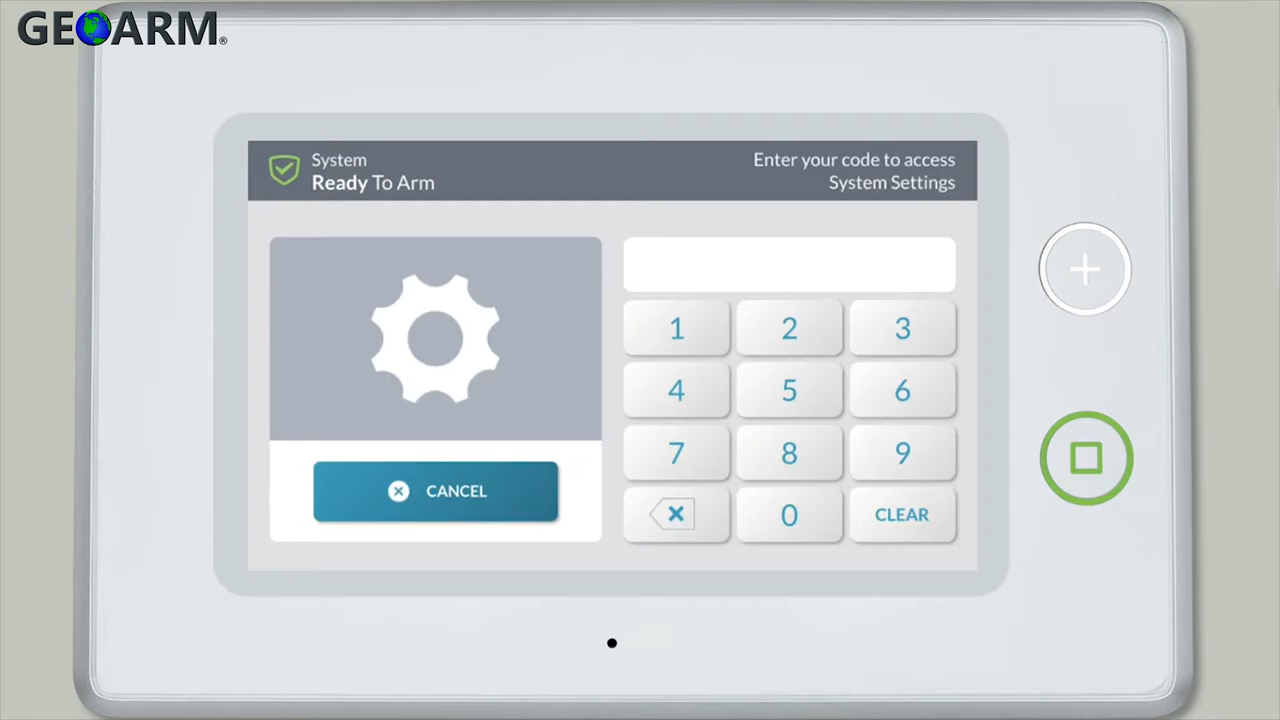 GEOARM®
System
Ready To Arm
Enter your code to access
System Settings
1 2 3
4 5 6
7 8 9
0 CLEAR
CANCEL